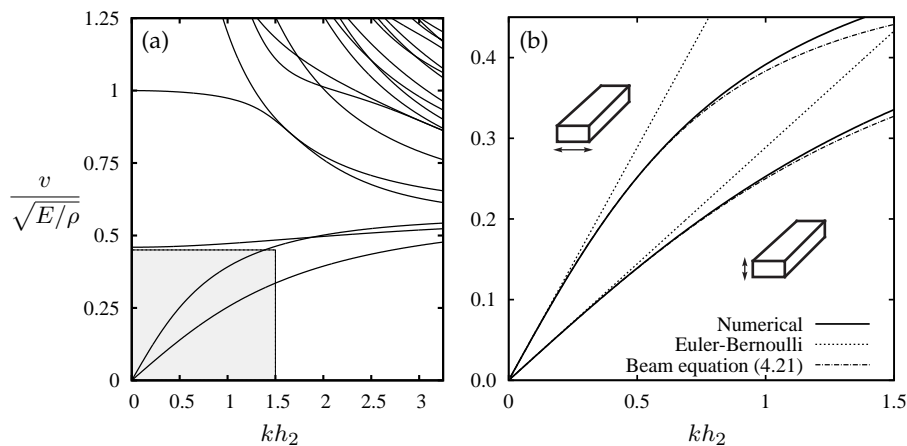 (a)
1.25
1
0.75
0.5
0.25
0
v
√E/ρ
0 0.5 1 1.5 2 2.5 3
kh₂
(b)
0.4
0.3
0.2
0.1
0.0
Numerical
Euler-Bernoulli
Beam equation (4.21)
0 0.5 1 1.5
kh₂